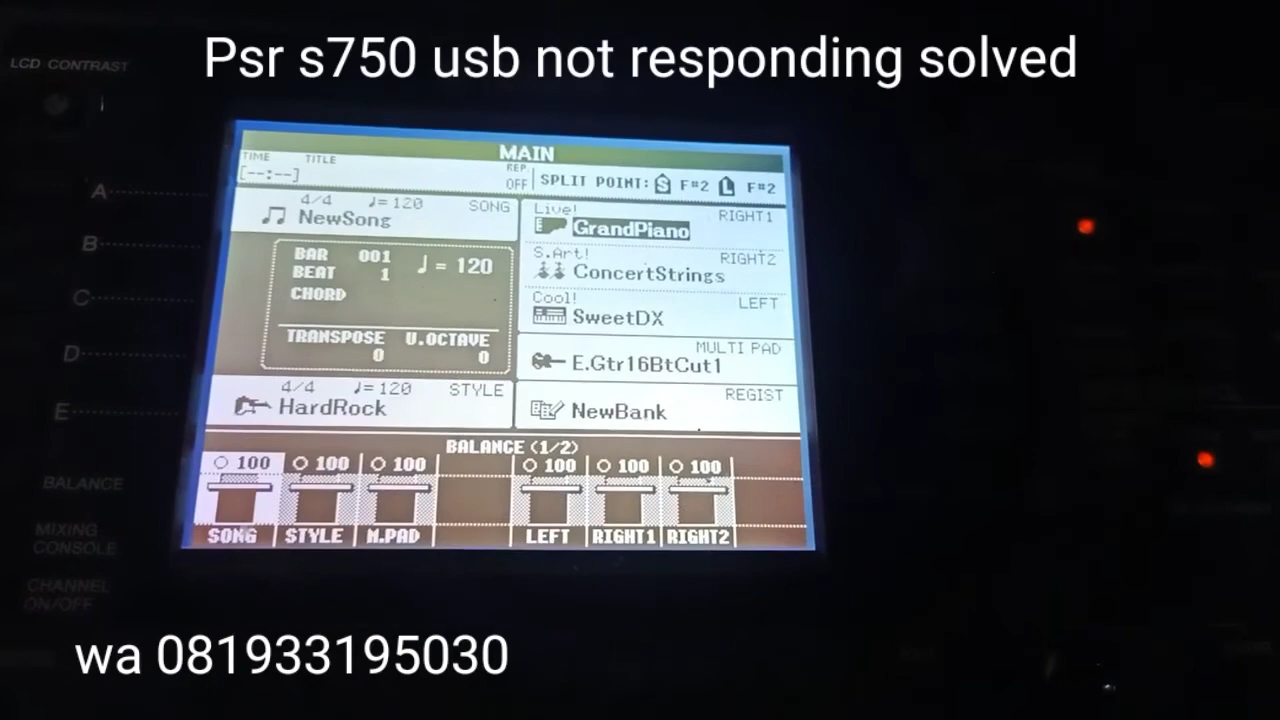 Psr s750 usb not responding solved
LCD CONTRAST
MAIN
TIME TITLE REP.
[--:--] OFF SPLIT POINT: S F#2 L F#2
4/4 ♩=120 SONG
NewSong
BAR 001
BEAT 1
♩= 120
CHORD
TRANSPOSE U.OCTAVE
0 0
4/4 ♩=120 STYLE
HardRock
Live! RIGHT1
GrandPiano
S.Art! RIGHT2
ConcertStrings
Cool! LEFT
SweetDX
MULTI PAD
E.Gtr16BtCut1
REGIST
NewBank
BALANCE (1/2)
100 100 100 100 100 100
SONG STYLE M.PAD LEFT RIGHT1 RIGHT2
A
B
C
D
E
BALANCE
MIXING
CONSOLE
CHANNEL
ON/OFF
wa 081933195030